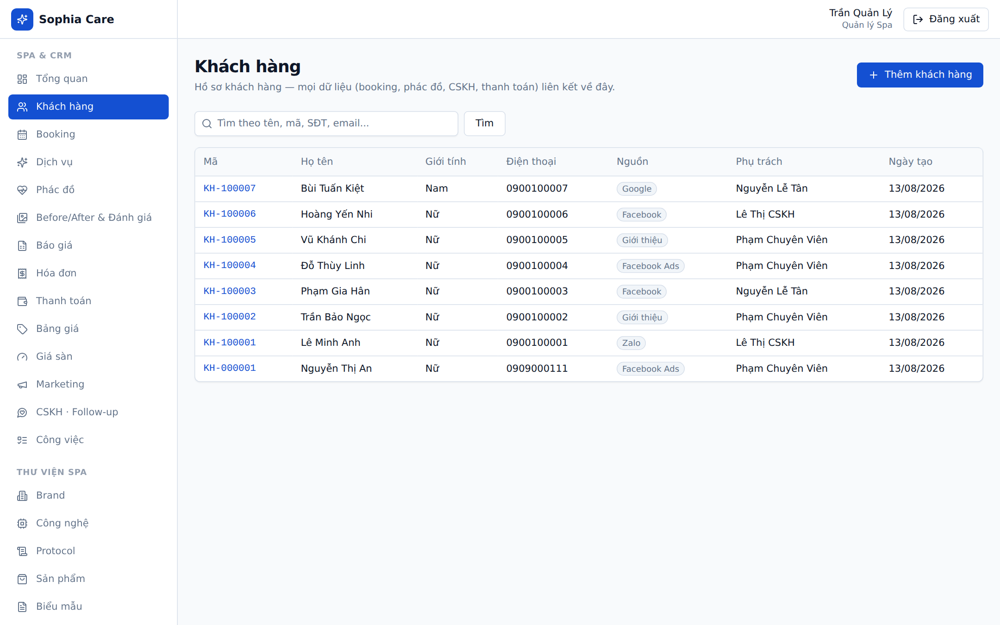 Sophia Care
Trần Quản Lý
Quản lý Spa
Đăng xuất
SPA & CRM
Tổng quan
Khách hàng
Booking
Dịch vụ
Phác đồ
Before/After & Đánh giá
Báo giá
Hóa đơn
Thanh toán
Bảng giá
Giá sàn
Marketing
CSKH · Follow-up
Công việc
THƯ VIỆN SPA
Brand
Công nghệ
Protocol
Sản phẩm
Biểu mẫu
Khách hàng
Hồ sơ khách hàng — mọi dữ liệu (booking, phác đồ, CSKH, thanh toán) liên kết về đây.
Thêm khách hàng
Tìm theo tên, mã, SĐT, email... Tìm
Mã Họ tên Giới tính Điện thoại Nguồn Phụ trách Ngày tạo
KH-100007 Bùi Tuấn Kiệt Nam 0900100007 Google Nguyễn Lễ Tân 13/08/2026
KH-100006 Hoàng Yến Nhi Nữ 0900100006 Facebook Lê Thị CSKH 13/08/2026
KH-100005 Vũ Khánh Chi Nữ 0900100005 Giới thiệu Phạm Chuyên Viên 13/08/2026
KH-100004 Đỗ Thùy Linh Nữ 0900100004 Facebook Ads Phạm Chuyên Viên 13/08/2026
KH-100003 Phạm Gia Hân Nữ 0900100003 Facebook Nguyễn Lễ Tân 13/08/2026
KH-100002 Trần Bảo Ngọc Nữ 0900100002 Giới thiệu Phạm Chuyên Viên 13/08/2026
KH-100001 Lê Minh Anh Nữ 0900100001 Zalo Lê Thị CSKH 13/08/2026
KH-000001 Nguyễn Thị An Nữ 0909000111 Facebook Ads Phạm Chuyên Viên 13/08/2026